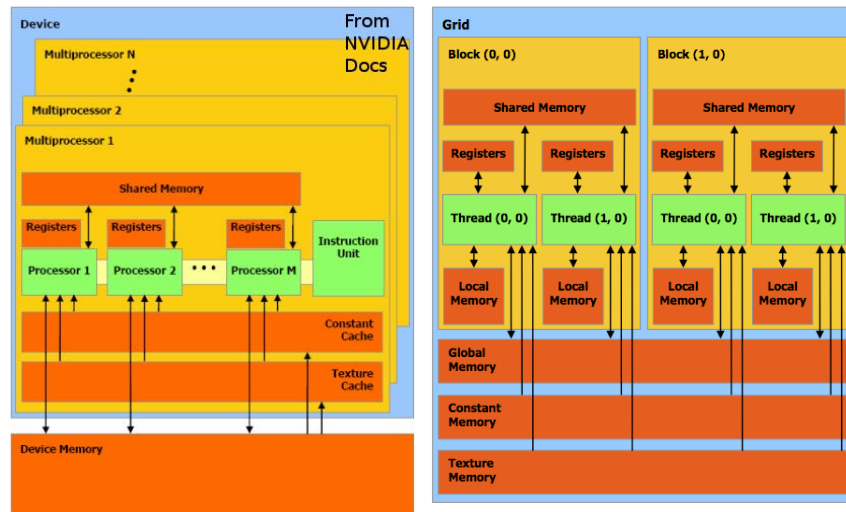 Device
From
NVIDIA
Docs
Multiprocessor N
Multiprocessor 2
Multiprocessor 1
Shared Memory
Registers
Registers
Registers
Processor 1
Processor 2
Processor M
Instruction
Unit
Constant
Cache
Texture
Cache
Device Memory
Grid
Block (0, 0)
Block (1, 0)
Shared Memory
Shared Memory
Registers
Registers
Registers
Registers
Thread (0, 0)
Thread (1, 0)
Thread (0, 0)
Thread (1, 0)
Local
Memory
Local
Memory
Local
Memory
Local
Memory
Global
Memory
Constant
Memory
Texture
Memory